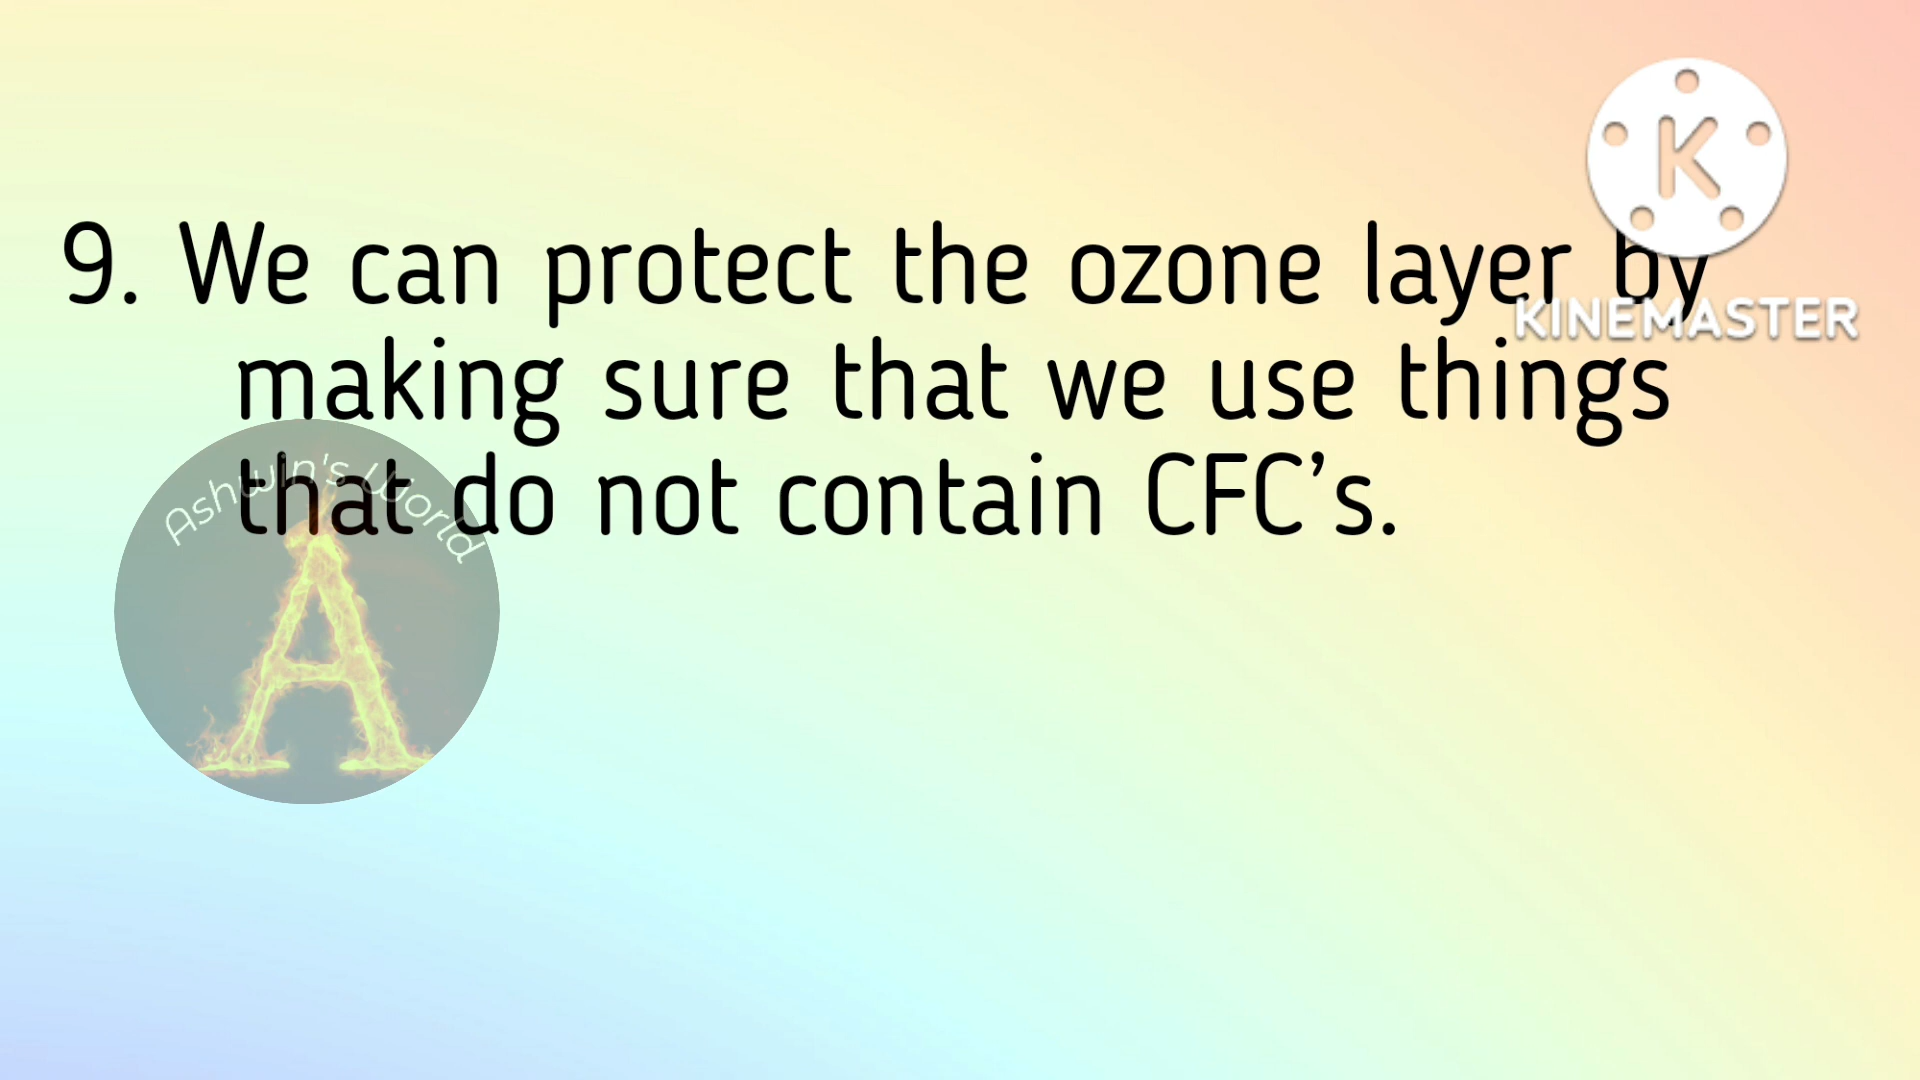 9. We can protect the ozone layer by
making sure that we use things
that do not contain CFC’s.
K
KINEMASTER
Ashwin's World
A